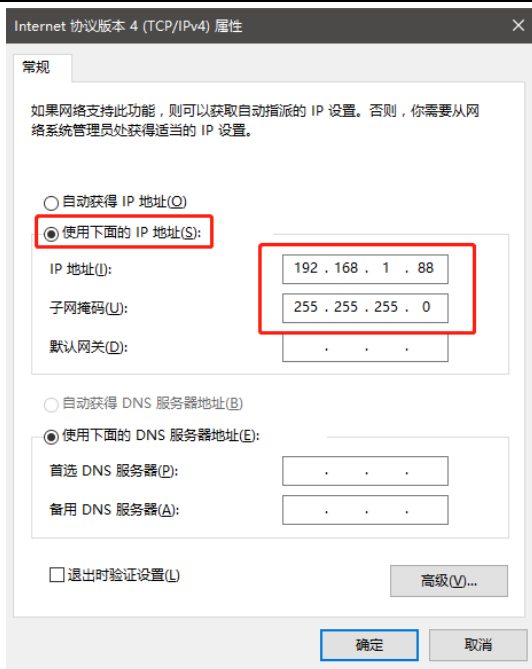 Internet 协议版本 4 (TCP/IPv4) 属性
常规
如果网络支持此功能，则可以获取自动指派的 IP 设置。否则，你需要从网
络系统管理员处获得适当的 IP 设置。
自动获得 IP 地址(O)
使用下面的 IP 地址(S):
IP 地址(I): 192 . 168 . 1 . 88
子网掩码(U): 255 . 255 . 255 . 0
默认网关(D): . . .
自动获得 DNS 服务器地址(B)
使用下面的 DNS 服务器地址(E):
首选 DNS 服务器(P): . . .
备用 DNS 服务器(A): . . .
退出时验证设置(L)
高级(V)...
确定 取消